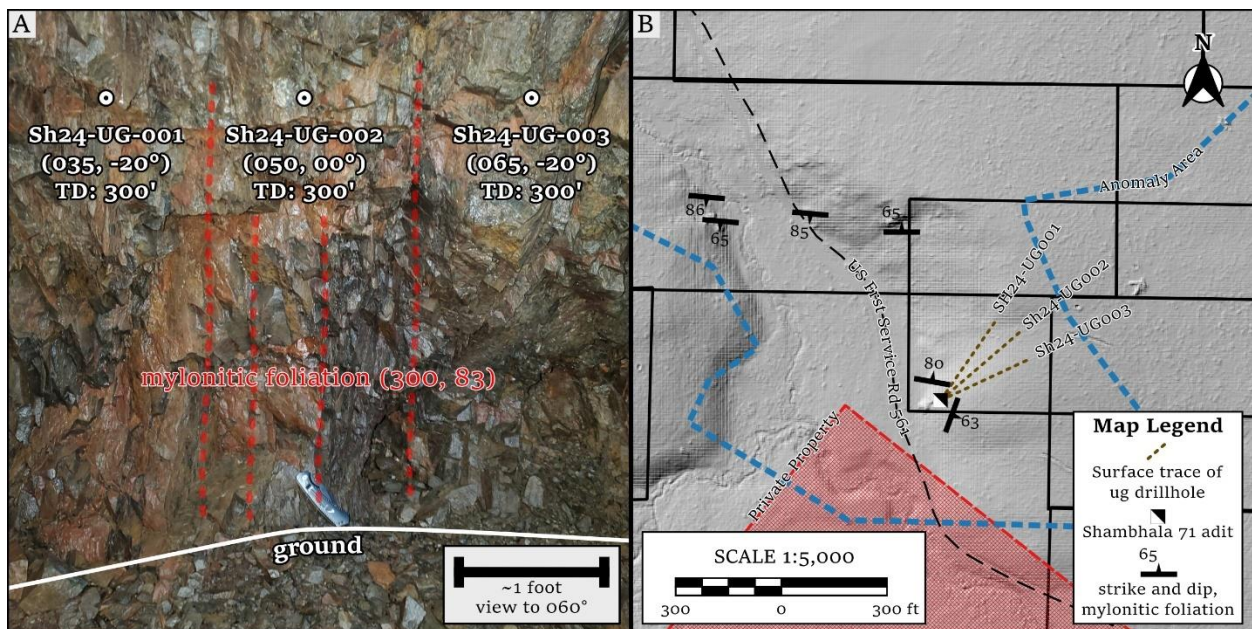 A
Sh24-UG-001
(035, -20°)
TD: 300'
Sh24-UG-002
(050, 00°)
TD: 300'
Sh24-UG-003
(065, -20°)
TD: 300'
mylonitic foliation (300, 83)
ground
~1 foot
view to 060°
B
N
Anomaly Area
86
65
85
65
US Frst Service Rd 561
SH24-UG001
Sh24-UG002
Sh24-UG003
80
63
Private Property
SCALE 1:5,000
300
0
300 ft
Map Legend
Surface trace of
ug drillhole
Shambhala 71 adit
65
strike and dip,
mylonitic foliation